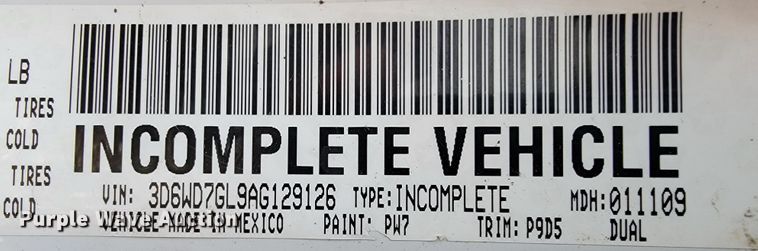 LB
TIRES
COLD
INCOMPLETE VEHICLE
TIRES
VIN: 3D6WD7GL9AG129126 TYPE:INCOMPLETE MDH:011109
COLD
Purple Wave Auction
VEHICLE MADE IN MEXICO PAINT: PW7 TRIM: P9D5 DUAL